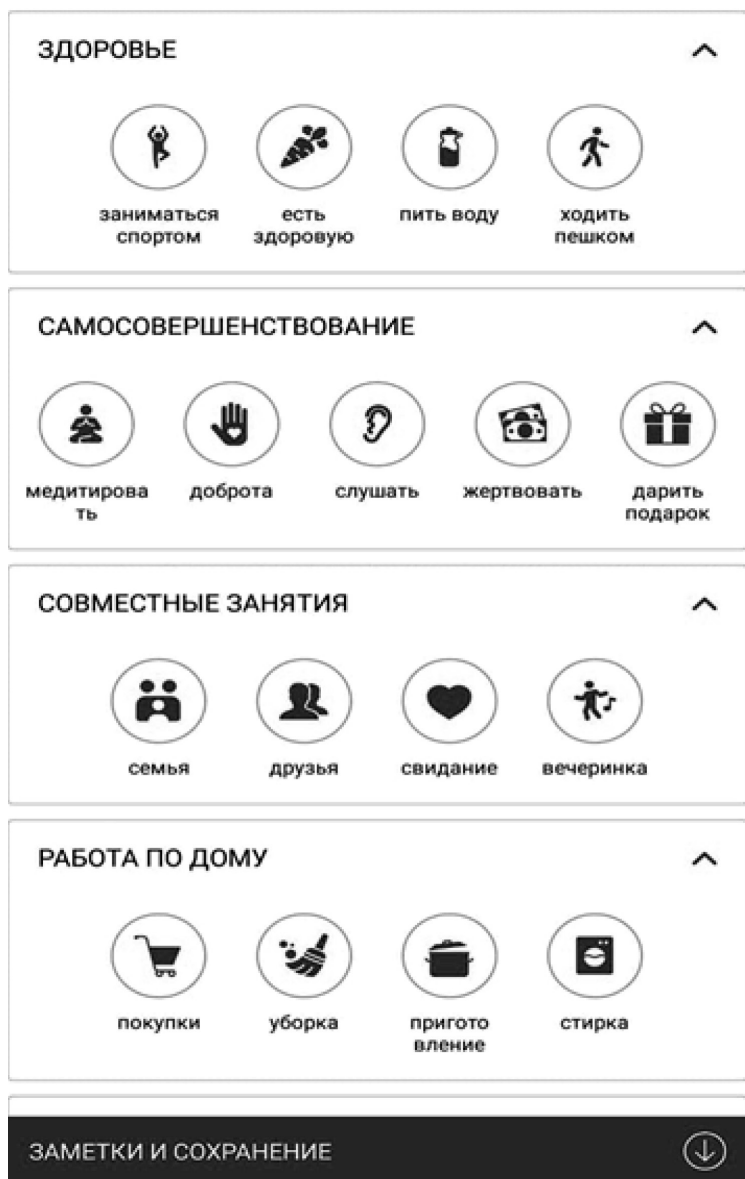 ЗДОРОВЬЕ
заниматься
спортом
есть
здоровую
пить воду
ходить
пешком
САМОСОВЕРШЕНСТВОВАНИЕ
медитирова
ть
доброта
слушать
жертвовать
дарить
подарок
СОВМЕСТНЫЕ ЗАНЯТИЯ
семья
друзья
свидание
вечеринка
РАБОТА ПО ДОМУ
покупки
уборка
пригото
вление
стирка
ЗАМЕТКИ И СОХРАНЕНИЕ